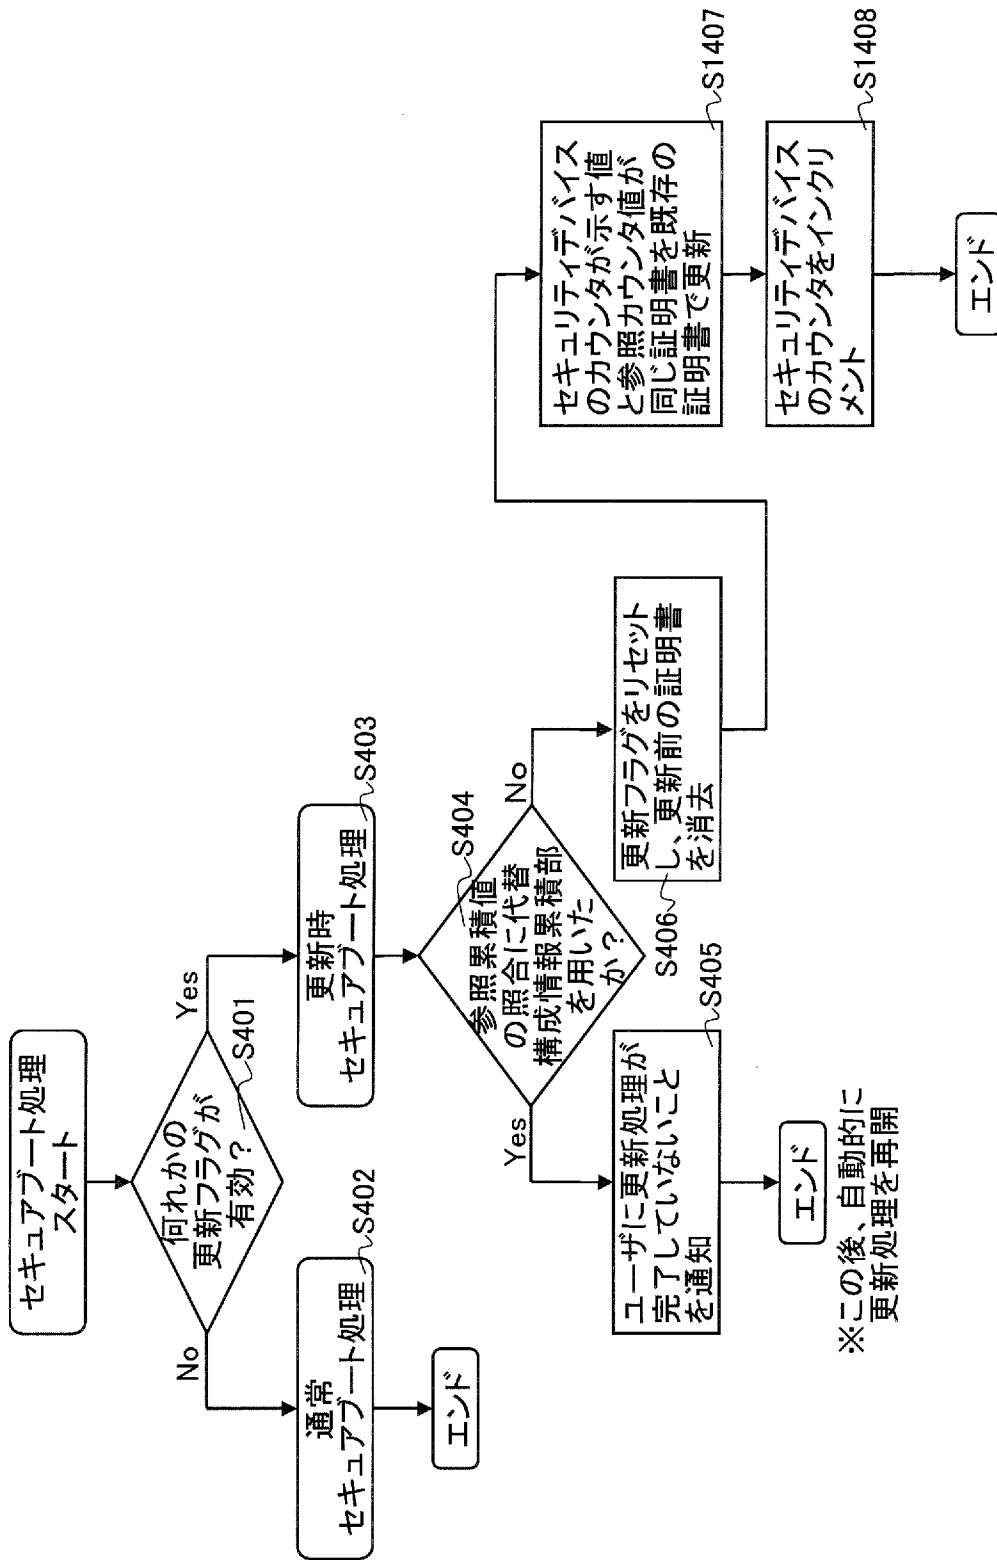 セキュアブート処理
スタート
何れかの
更新フラグが
有効？
S401
No
Yes
通常
セキュアブート処理
S402
エンド
更新時
セキュアブート処理
S403
参照累積値
の照合に代替
構成情報累積部
を用いた
か？
S404
Yes
No
ユーザに更新処理が
完了していないこと
を通知
S405
エンド
※この後、自動的に
更新処理を再開
更新フラグをリセット
し、更新前の証明書
を消去
S406
セキュリティデバイス
のカウンタが示す値
と参照カウンタ値が
同じ証明書を既存の
証明書で更新
S1407
セキュリティデバイス
のカウンタをインクリ
メント
S1408
エンド